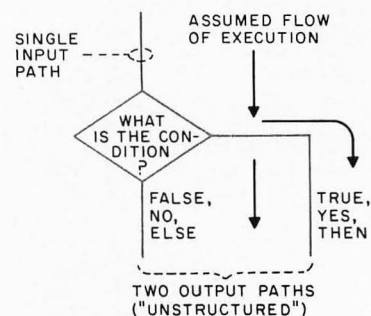 SINGLE
INPUT
PATH
ASSUMED FLOW
OF EXECUTION
WHAT
IS THE CON-
DITION
?
FALSE,
NO,
ELSE
TRUE,
YES,
THEN
TWO OUTPUT PATHS
("UNSTRUCTURED")